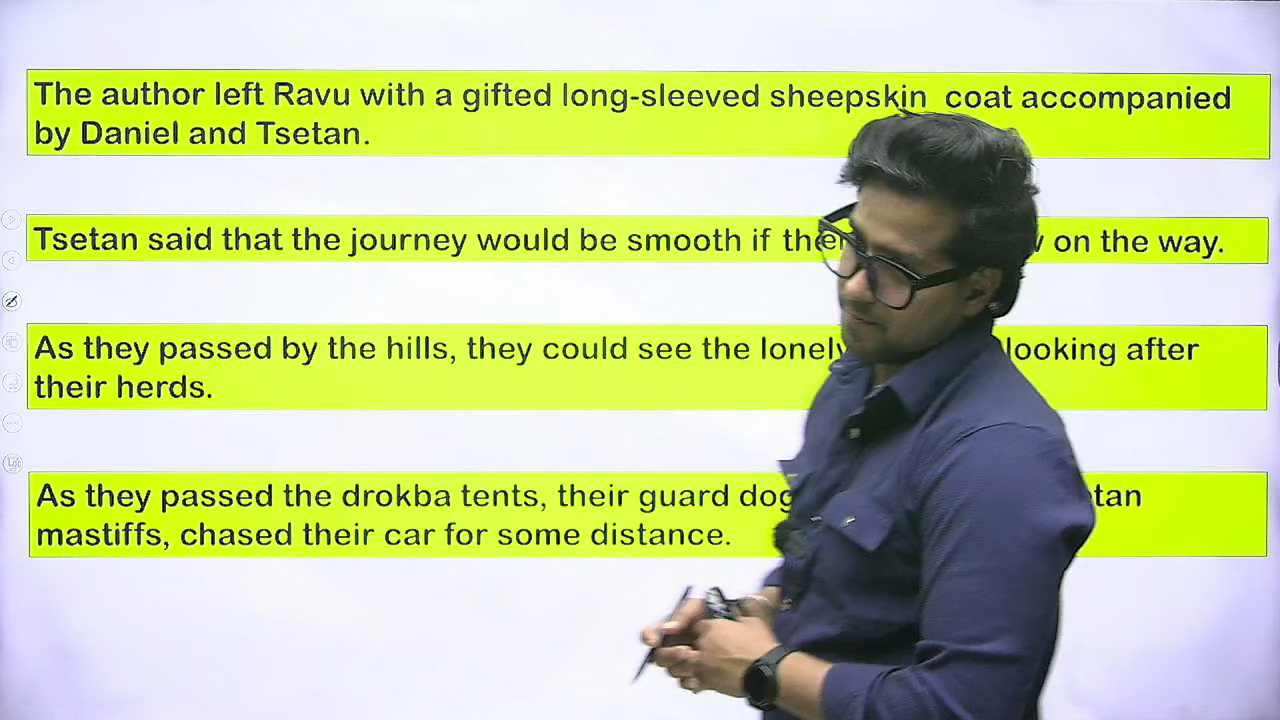 The author left Ravu with a gifted long-sleeved sheepskin coat accompanied
by Daniel and Tsetan.
Tsetan said that the journey would be smooth if on the way.
As they passed by the hills, they could see the lonely looking after
their herds.
As they passed the drokba tents, their guard
mastiffs, chased their car for some distance.